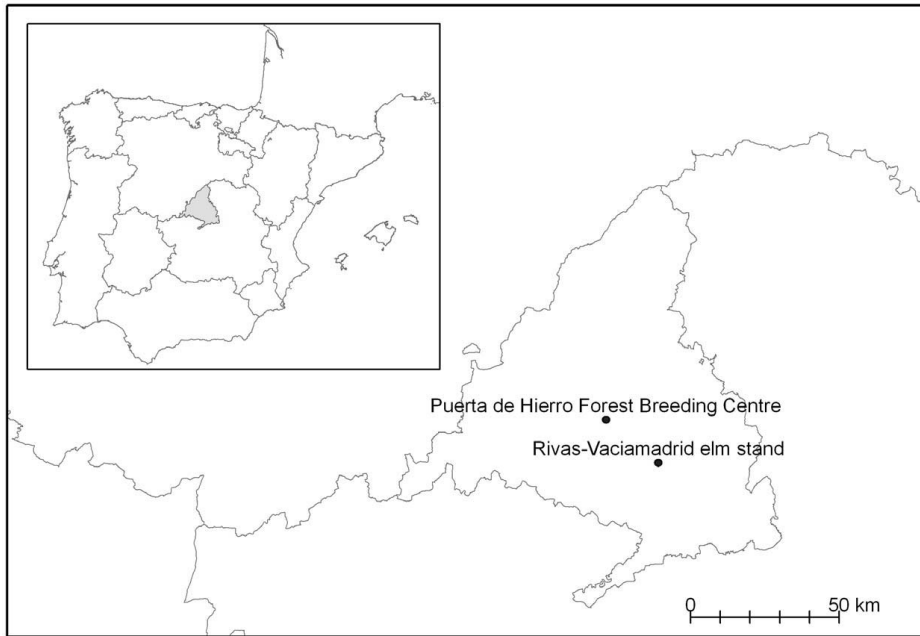 Puerta de Hierro Forest Breeding Centre
Rivas-Vaciamadrid elm stand
0 50 km